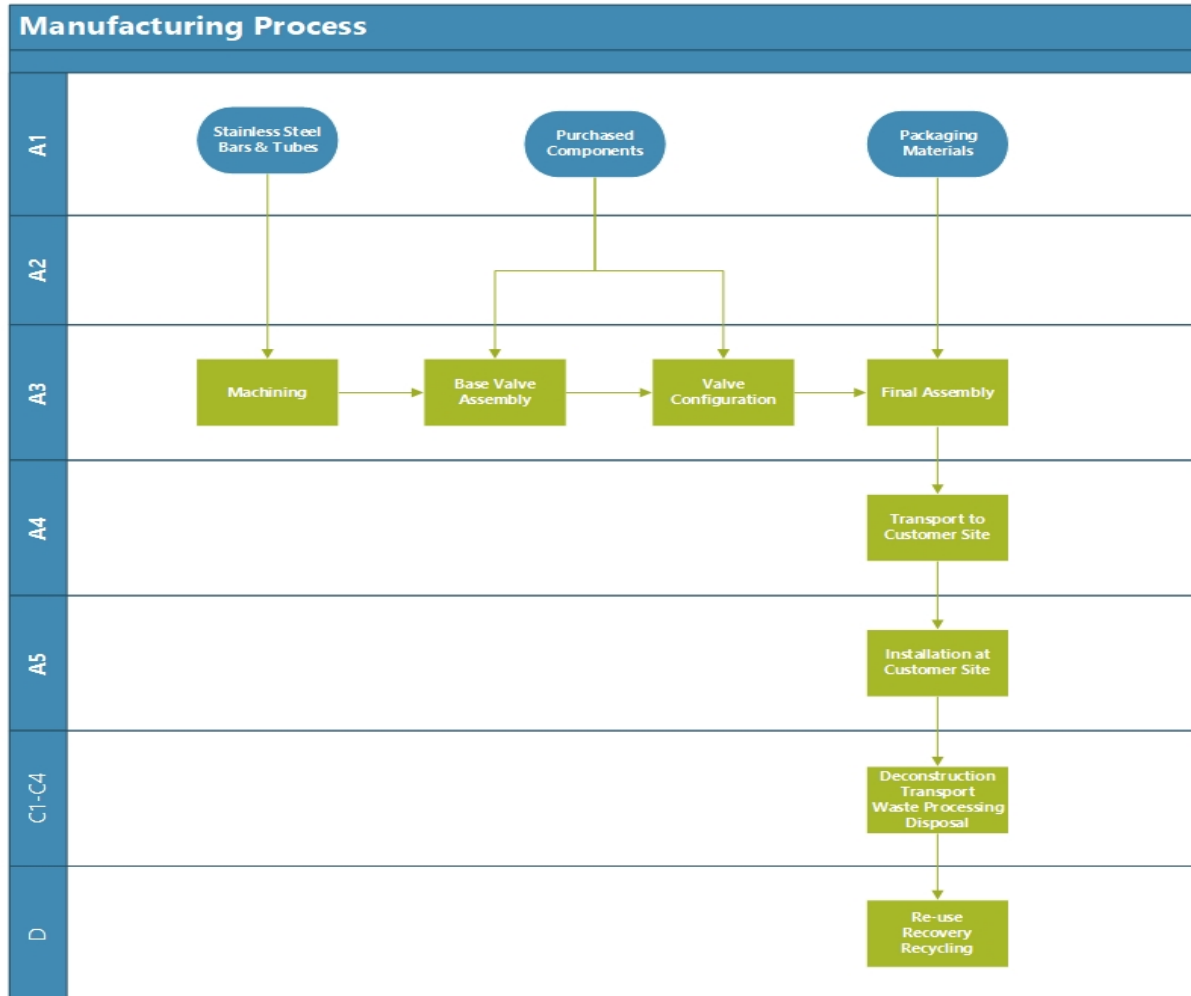 Manufacturing Process
A1
Stainless Steel
Bars & Tubes
Purchased
Components
Packaging
Materials
A2
A3
Machining
Base Valve
Assembly
Valve
Configuration
Final Assembly
A4
Transport to
Customer Site
A5
Installation at
Customer Site
C1-C4
Deconstruction
Transport
Waste Processing
Disposal
D
Re-use
Recovery
Recycling